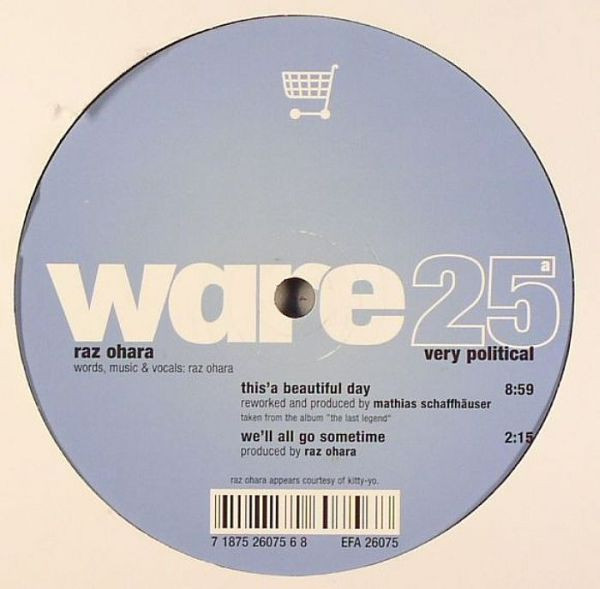 ware 25 a
raz ohara
very political
words, music & vocals: raz ohara
this'a beautiful day 8:59
reworked and produced by mathias schaffhäuser
taken from the album "the last legend"
we'll all go sometime 2:15
produced by raz ohara
raz ohara appears courtesy of kitty-yo.
7 1875 26075 6 8 EFA 26075